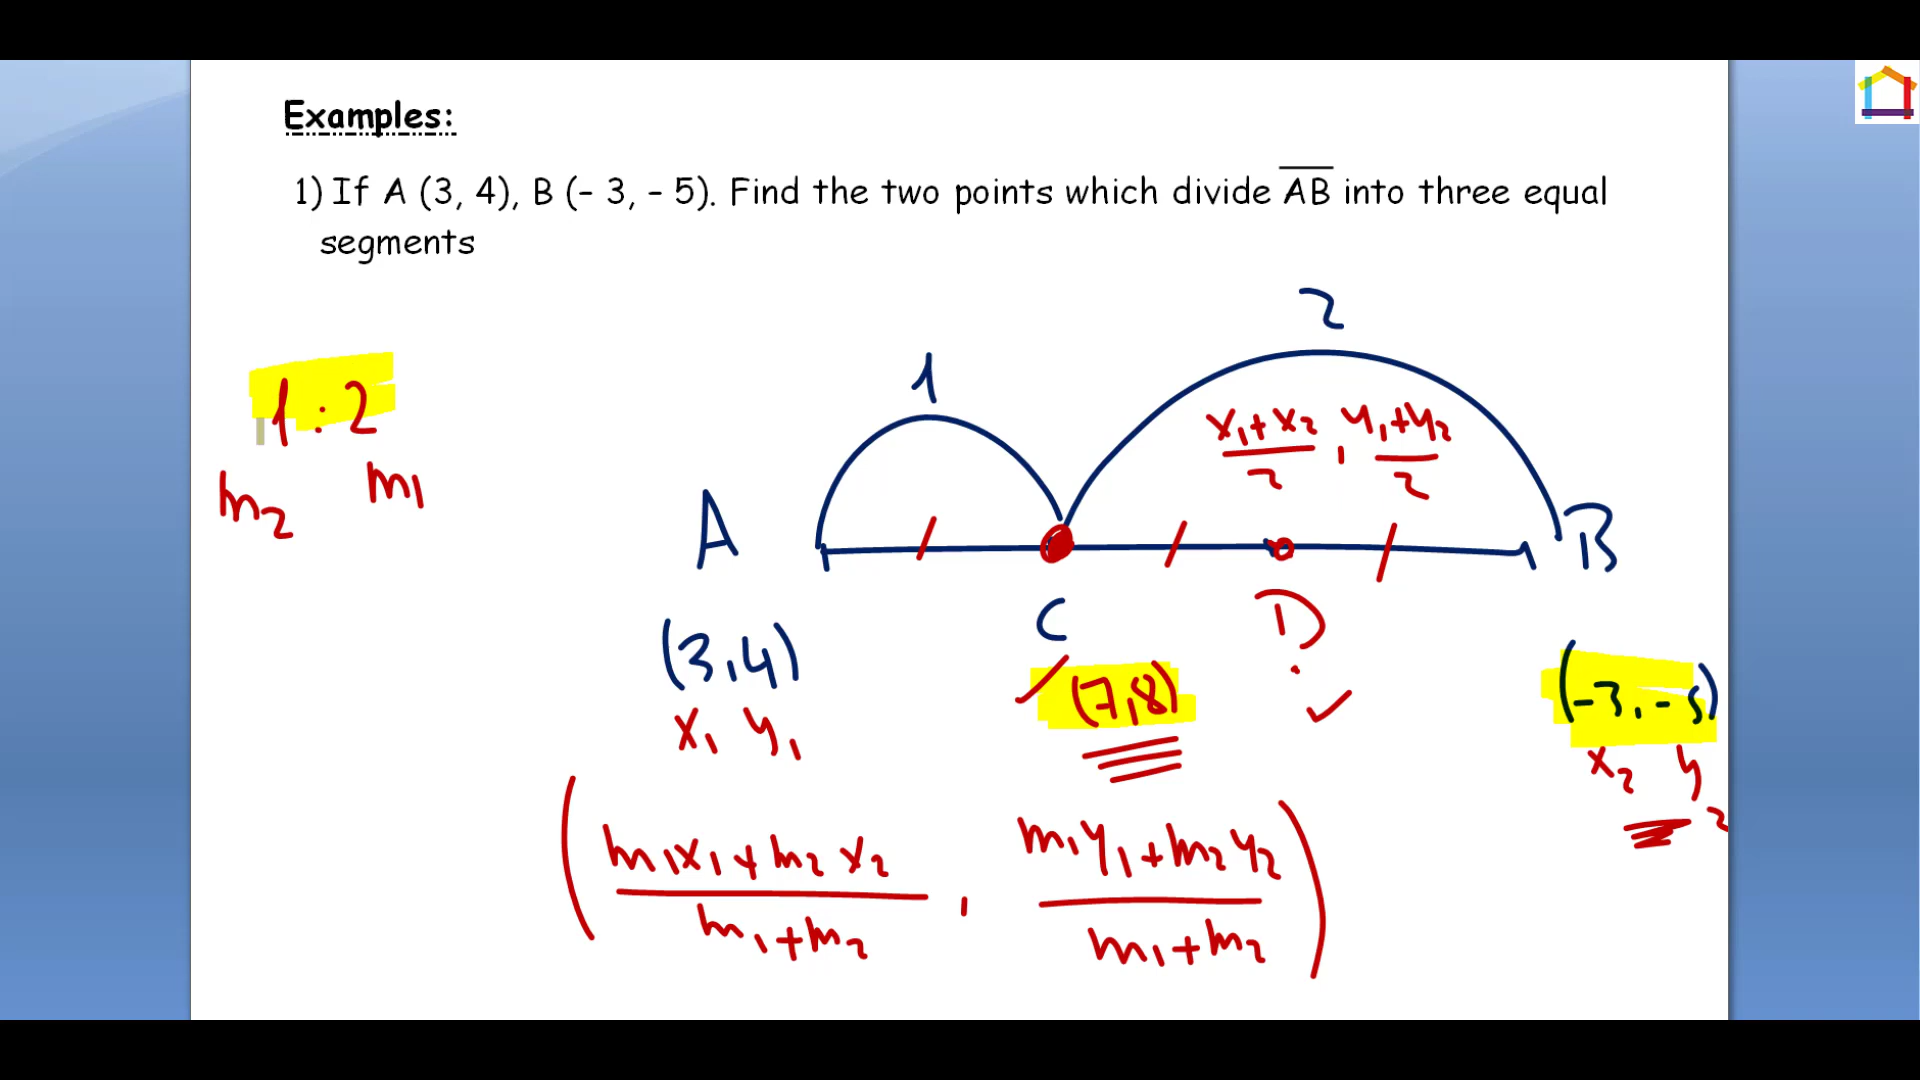 Examples:
1) If A (3, 4), B (- 3, - 5). Find the two points which divide AB into three equal
segments
2
1
1 : 2
x1+x2/2 , y1+y2/2
m2 m1
A B
C D
(3,4) (7,8) (-3,-5)
x1 y1 x2 y2
(m1x1+m2x2/m1+m2 , m1y1+m2y2/m1+m2)